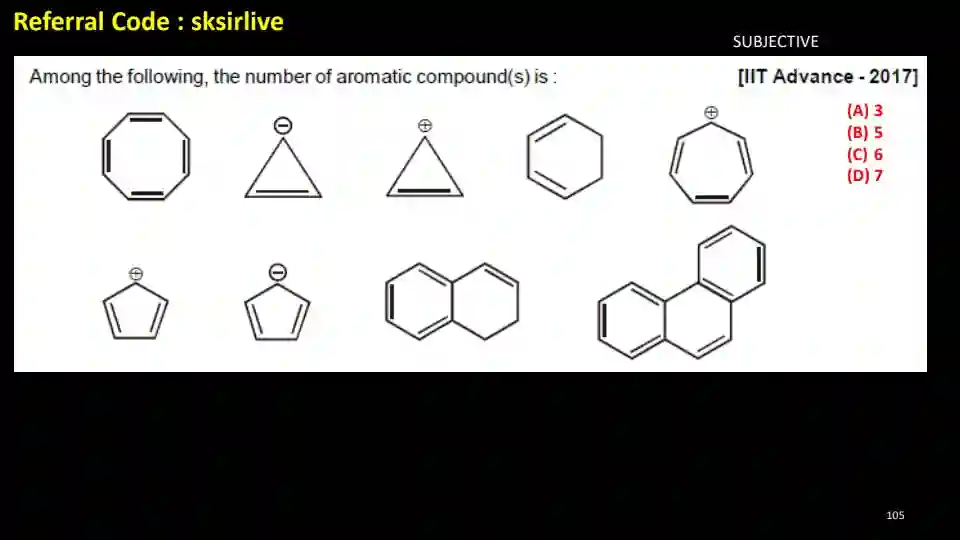 Referral Code : sksirlive
SUBJECTIVE
Among the following, the number of aromatic compound(s) is :
[IIT Advance - 2017]
(A) 3
(B) 5
(C) 6
(D) 7
⊖
⊕
⊕
⊕
⊖
105